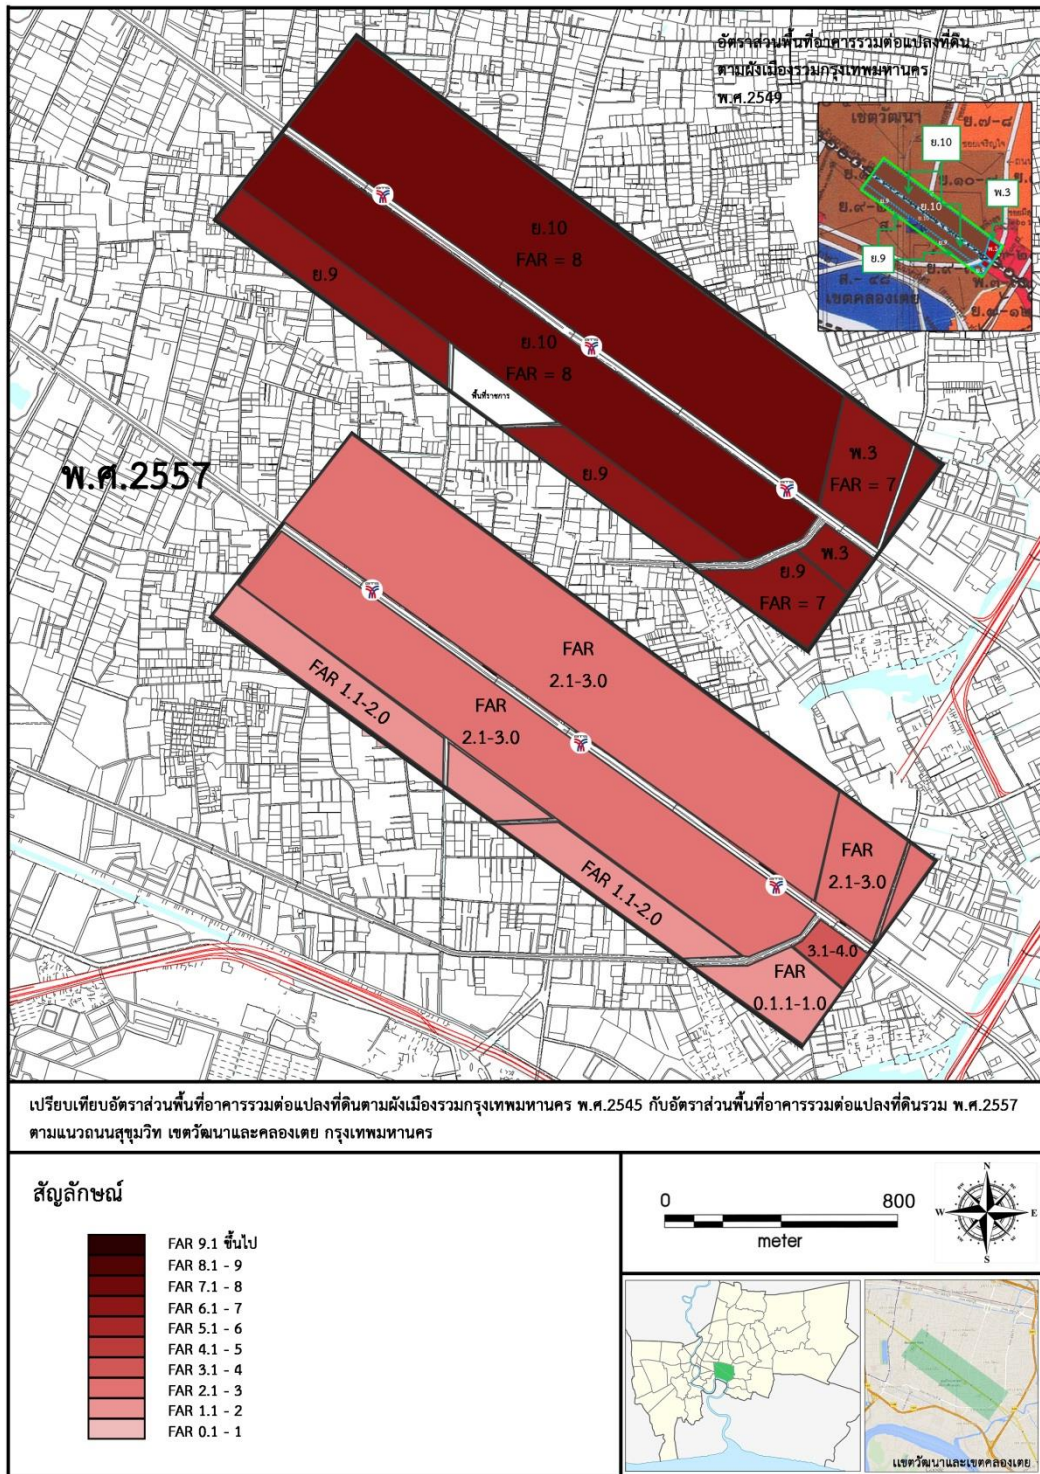 อัตราส่วนพื้นที่อาคารรวมต่อแปลงที่ดิน
ตามผังเมืองรวมกรุงเทพมหานคร
พ.ศ.2549
เขตวัฒนา
ย.๗-๘
ย.10
พ.3
ย.10
ย.9
ส.-๔๘
เขตคลองเตย
ย.10
FAR = 8
ย.9
ย.10
FAR = 8
พื้นที่ราชการ
ย.9
พ.3
FAR = 7
พ.3
ย.9
FAR = 7
พ.ศ.2557
FAR
2.1-3.0
FAR
2.1-3.0
FAR 1.1-2.0
FAR 1.1-2.0
FAR
2.1-3.0
3.1-4.0
FAR
0.1.1-1.0
เปรียบเทียบอัตราส่วนพื้นที่อาคารรวมต่อแปลงที่ดินตามผังเมืองรวมกรุงเทพมหานคร พ.ศ.2545 กับอัตราส่วนพื้นที่อาคารรวมต่อแปลงที่ดินรวม พ.ศ.2557
ตามแนวถนนสุขุมวิท เขตวัฒนาและคลองเตย กรุงเทพมหานคร
สัญลักษณ์
FAR 9.1 ขึ้นไป
FAR 8.1 - 9
FAR 7.1 - 8
FAR 6.1 - 7
FAR 5.1 - 6
FAR 4.1 - 5
FAR 3.1 - 4
FAR 2.1 - 3
FAR 1.1 - 2
FAR 0.1 - 1
0 800
meter
N
W E
S
เขตวัฒนาและเขตคลองเตย